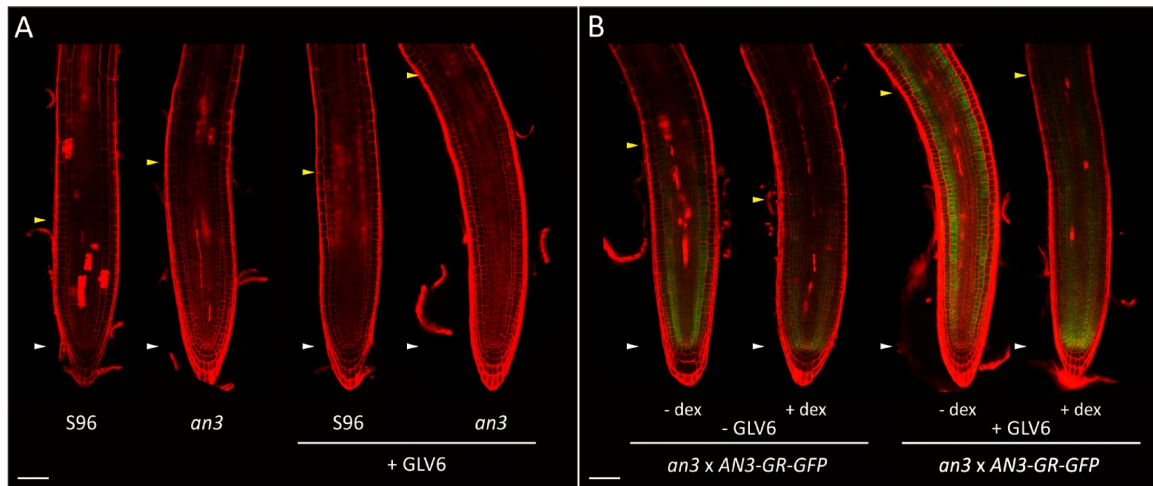 A
B
S96 an3 S96 an3
+ GLV6
- dex + dex - dex + dex
- GLV6 + GLV6
an3 x AN3-GR-GFP an3 x AN3-GR-GFP